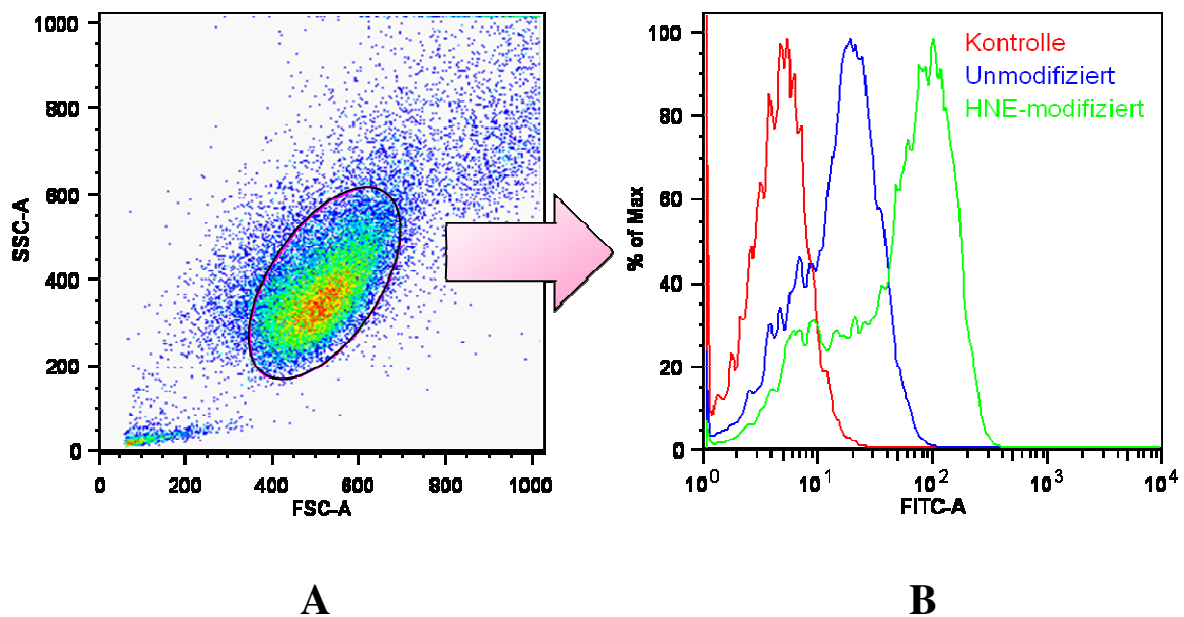 1000
800
600
400
200
0
SSC-A
0 200 400 600 800 1000
FSC-A
100
80
60
40
20
0
% of Max
Kontrolle
Unmodifiziert
HNE-modifiziert
10^0 10^1 10^2 10^3 10^4
FITC-A
A B